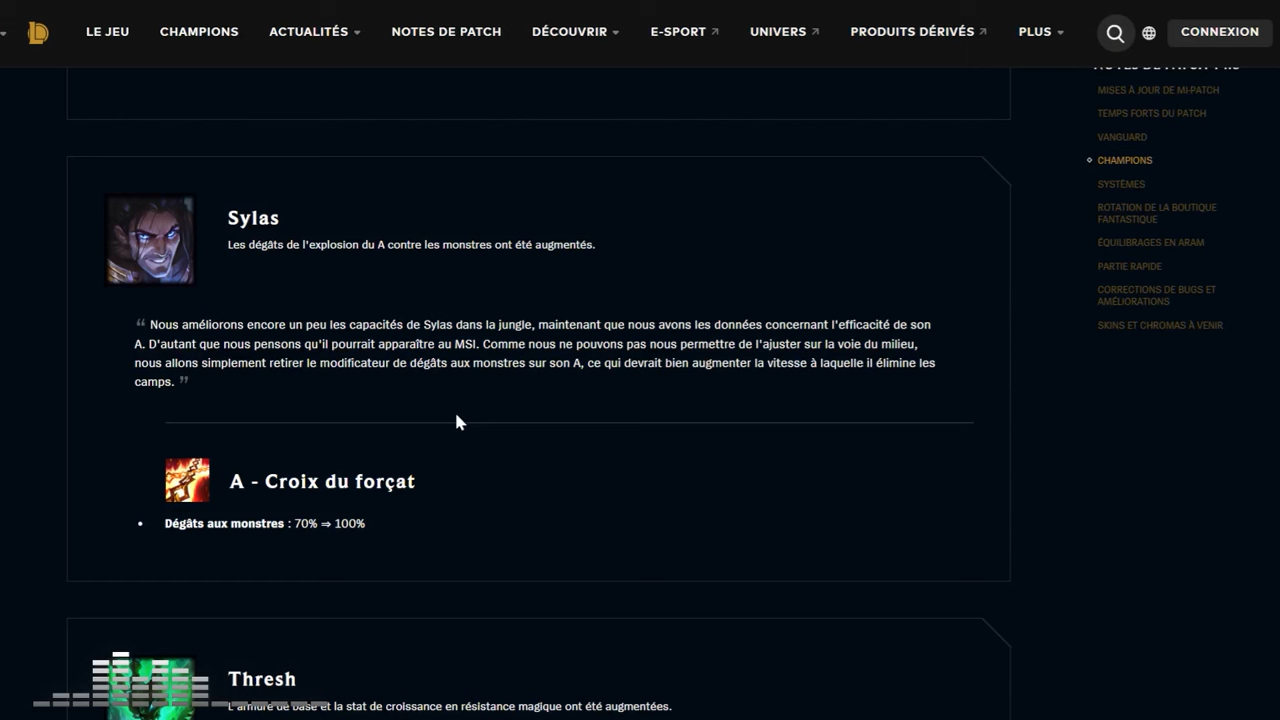 LE JEU CHAMPIONS ACTUALITÉS NOTES DE PATCH DÉCOUVRIR E-SPORT UNIVERS PRODUITS DÉRIVÉS PLUS CONNEXION
MISES À JOUR DE MI-PATCH
TEMPS FORTS DU PATCH
VANGUARD
CHAMPIONS
SYSTÈMES
ROTATION DE LA BOUTIQUE
FANTASTIQUE
ÉQUILIBRAGES EN ARAM
PARTIE RAPIDE
CORRECTIONS DE BUGS ET
AMÉLIORATIONS
SKINS ET CHROMAS À VENIR
Sylas
Les dégâts de l'explosion du A contre les monstres ont été augmentés.
“ Nous améliorons encore un peu les capacités de Sylas dans la jungle, maintenant que nous avons les données concernant l'efficacité de son
A. D'autant que nous pensons qu'il pourrait apparaître au MSI. Comme nous ne pouvons pas nous permettre de l'ajuster sur la voie du milieu,
nous allons simplement retirer le modificateur de dégâts aux monstres sur son A, ce qui devrait bien augmenter la vitesse à laquelle il élimine les
camps. ”
A - Croix du forçat
• Dégâts aux monstres : 70% ⇒ 100%
Thresh
L'armure de base et la stat de croissance en résistance magique ont été augmentées.